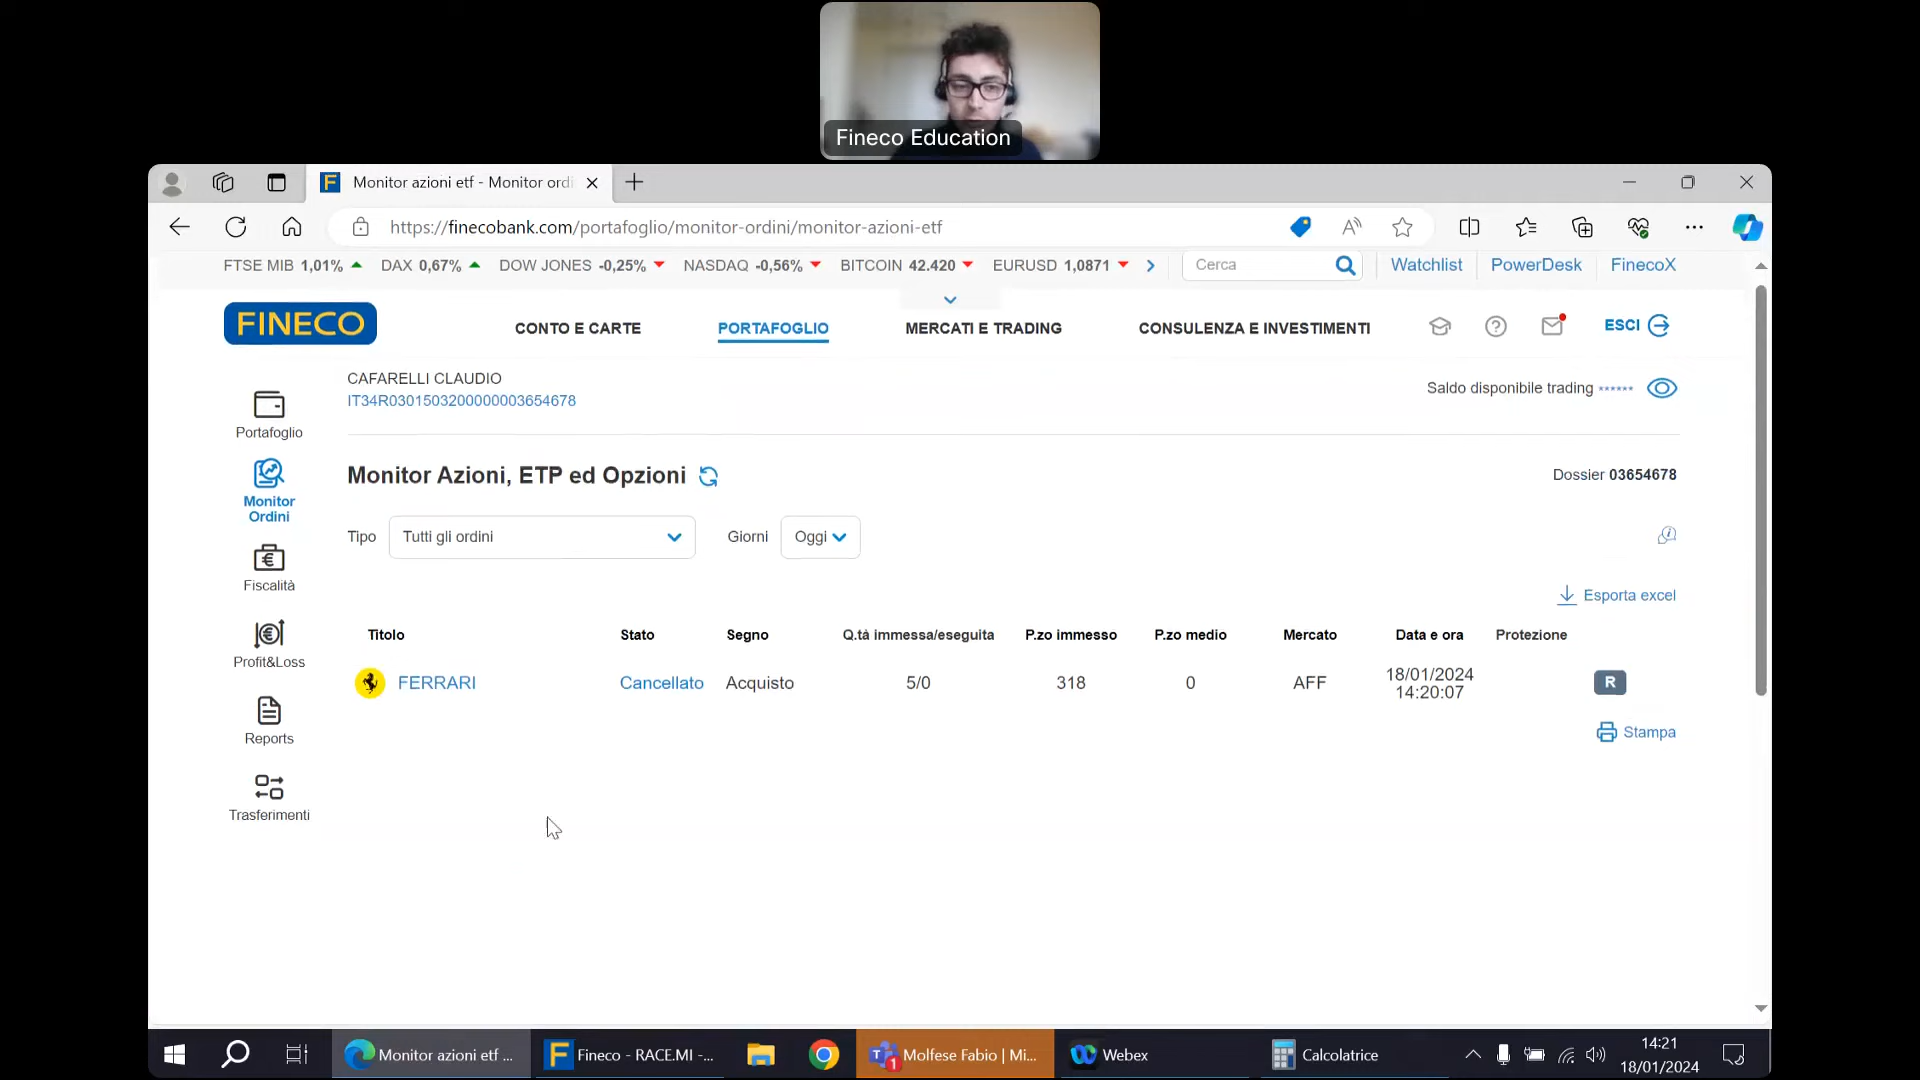 Fineco Education
Monitor azioni etf - Monitor ordi
https://finecobank.com/portafoglio/monitor-ordini/monitor-azioni-etf
FTSE MIB 1,01% DAX 0,67% DOW JONES -0,25% NASDAQ -0,56% BITCOIN 42.420 EURUSD 1,0871 Cerca Watchlist PowerDesk FinecoX
FINECO CONTO E CARTE PORTAFOGLIO MERCATI E TRADING CONSULENZA E INVESTIMENTI ESCI
CAFARELLI CLAUDIO
IT34R0301503200000003654678
Saldo disponibile trading ******
Portafoglio
Monitor
Ordini
Fiscalità
Profit&Loss
Reports
Trasferimenti
Monitor Azioni, ETP ed Opzioni Dossier 03654678
Tipo Tutti gli ordini Giorni Oggi
Esporta excel
Titolo Stato Segno Q.tà immessa/eseguita P.zo immesso P.zo medio Mercato Data e ora Protezione
FERRARI Cancellato Acquisto 5/0 318 0 AFF 18/01/2024 14:20:07 R
Stampa
Monitor azioni etf ... Fineco - RACE.MI -... 1 Molfese Fabio | Mi... Webex Calcolatrice 14:21
18/01/2024